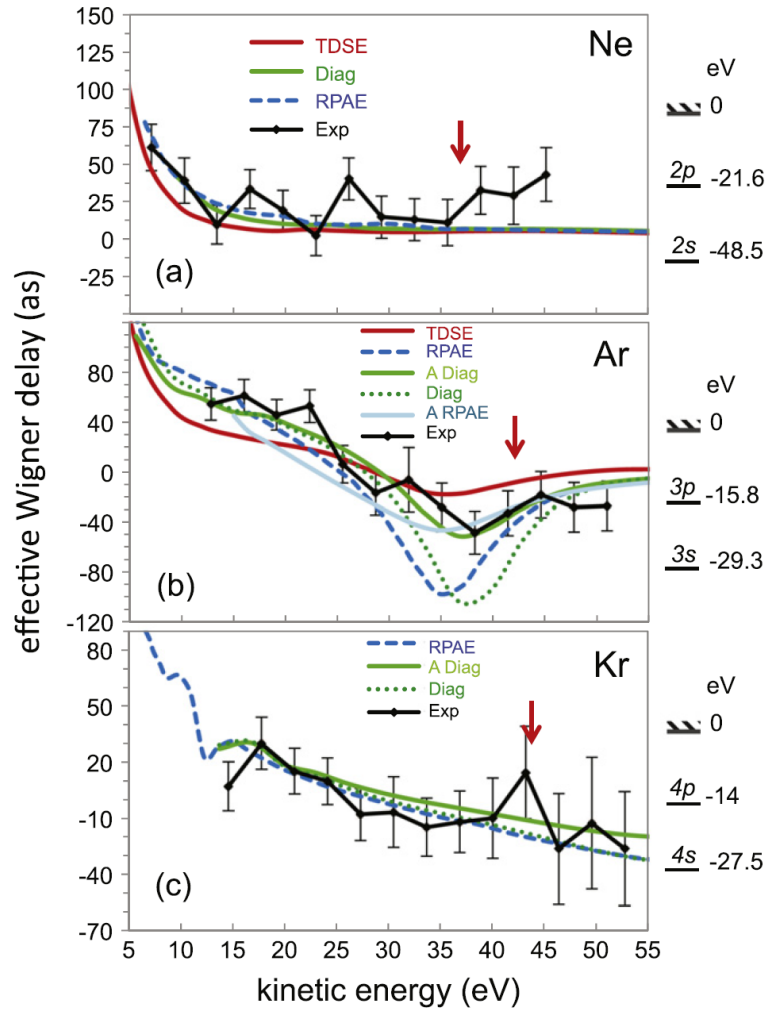 effective Wigner delay (as)
150
125
100
75
50
25
0
-25
Ne
TDSE
Diag
RPAE
Exp
(a)
eV
0
2p -21.6
2s -48.5
80
40
0
-40
-80
-120
Ar
TDSE
RPAE
A Diag
Diag
A RPAE
Exp
(b)
eV
0
3p -15.8
3s -29.3
80
50
20
-10
-40
-70
Kr
RPAE
A Diag
Diag
Exp
(c)
eV
0
4p -14
4s -27.5
5 10 15 20 25 30 35 40 45 50 55
kinetic energy (eV)